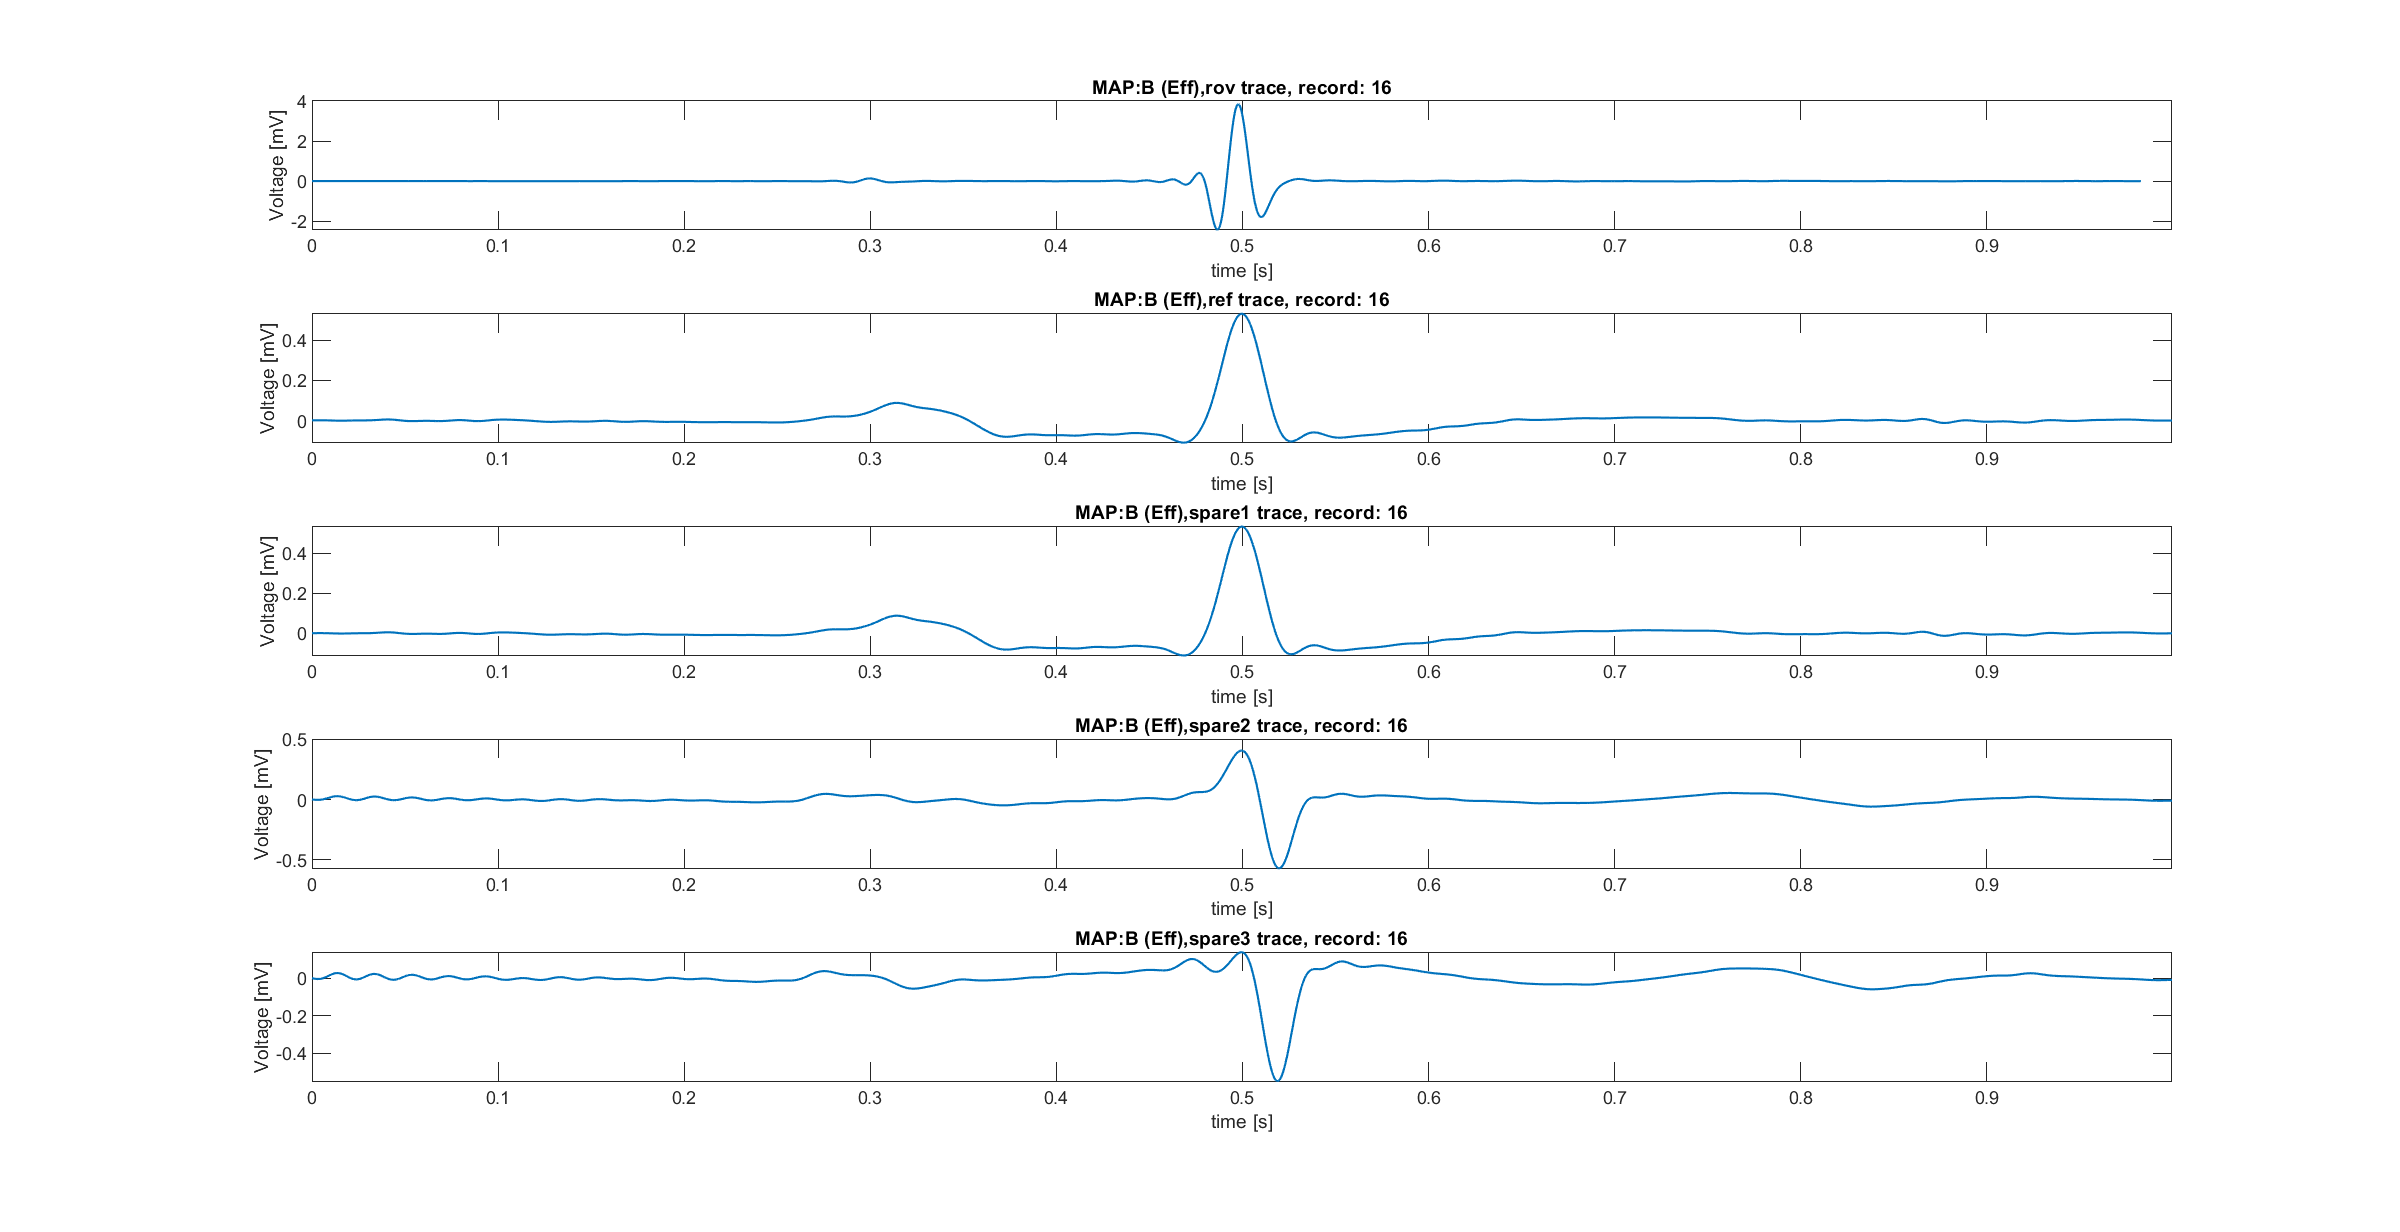 MAP:B (Eff),rov trace, record: 16
Voltage [mV]
4
2
0
-2
0 0.1 0.2 0.3 0.4 0.5 0.6 0.7 0.8 0.9
time [s]
MAP:B (Eff),ref trace, record: 16
Voltage [mV]
0.4
0.2
0
0 0.1 0.2 0.3 0.4 0.5 0.6 0.7 0.8 0.9
time [s]
MAP:B (Eff),spare1 trace, record: 16
Voltage [mV]
0.4
0.2
0
0 0.1 0.2 0.3 0.4 0.5 0.6 0.7 0.8 0.9
time [s]
MAP:B (Eff),spare2 trace, record: 16
Voltage [mV]
0.5
0
-0.5
0 0.1 0.2 0.3 0.4 0.5 0.6 0.7 0.8 0.9
time [s]
MAP:B (Eff),spare3 trace, record: 16
Voltage [mV]
0
-0.2
-0.4
0 0.1 0.2 0.3 0.4 0.5 0.6 0.7 0.8 0.9
time [s]